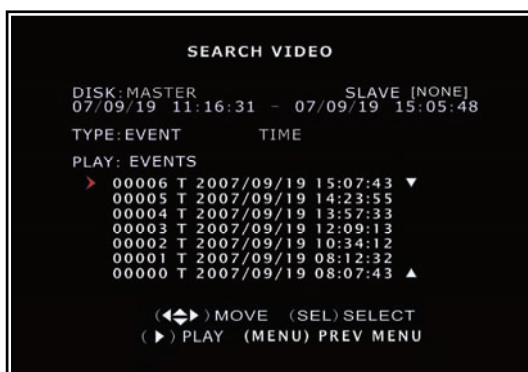 SEARCH VIDEO
DISK:MASTER SLAVE [NONE]
07/09/19 11:16:31 - 07/09/19 15:05:48
TYPE:EVENT TIME
PLAY: EVENTS
00006 T 2007/09/19 15:07:43 ▼
00005 T 2007/09/19 14:23:55
00004 T 2007/09/19 13:57:33
00003 T 2007/09/19 12:09:13
00002 T 2007/09/19 10:34:12
00001 T 2007/09/19 08:12:32
00000 T 2007/09/19 08:07:43 ▲
(◀◆▶) MOVE (SEL) SELECT
(▶) PLAY (MENU) PREV MENU